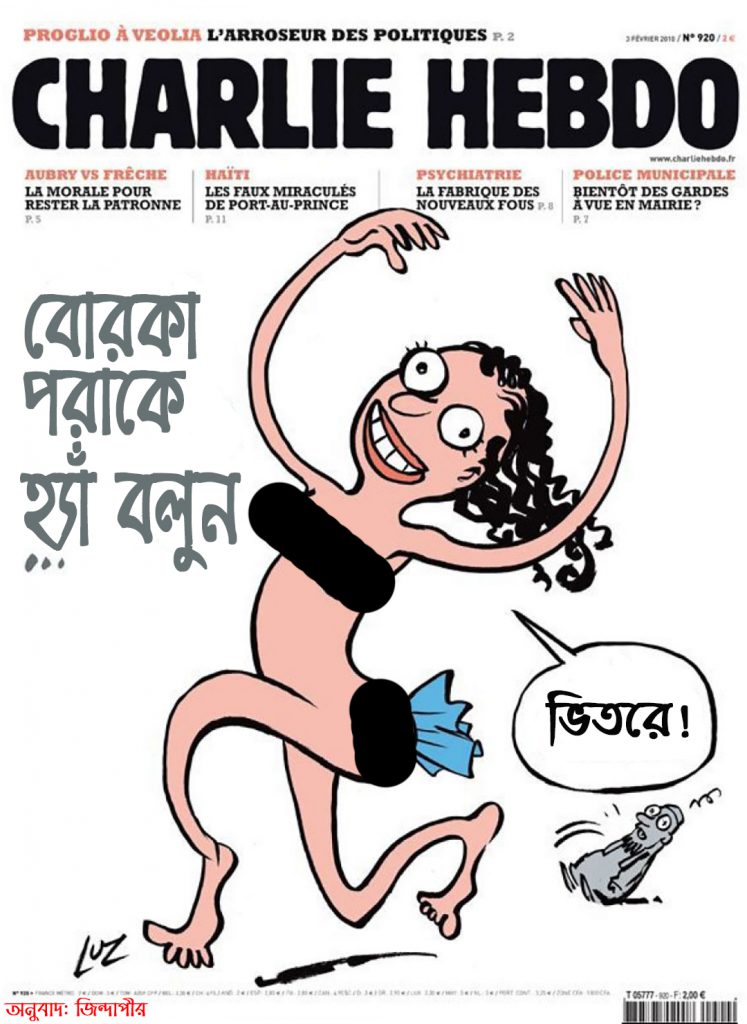 PROGLIO À VEOLIA L'ARROSEUR DES POLITIQUES P. 2
3 FÉVRIER 2010 / N° 920 / 2 €
CHARLIE HEBDO
www.charliehebdo.fr
AUBRY VS FRÊCHE
LA MORALE POUR
RESTER LA PATRONNE
P. 5
HAÏTI
LES FAUX MIRACULÉS
DE PORT-AU-PRINCE
P. 11
PSYCHIATRIE
LA FABRIQUE DES
NOUVEAUX FOUS P. 8
POLICE MUNICIPALE
BIENTÔT DES GARDES
À VUE EN MAIRIE ?
P. 7
বোরকা
পরাকে
হ্যাঁ বলুন
...
ভিতরে!
LUZ
N° 920
T 05777 - 920 - F: 2,00 €
অনুবাদ: জিন্দাপীর